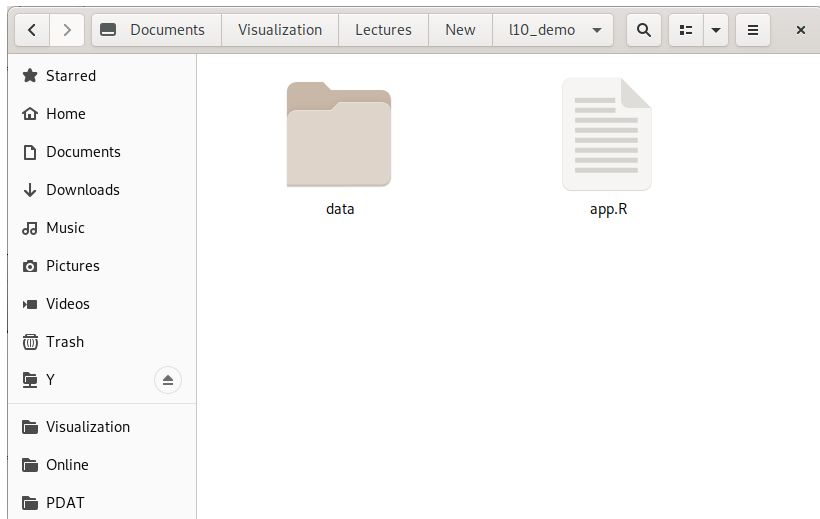 Documents Visualization Lectures New l10_demo
Starred
Home
Documents
Downloads
Music
Pictures
Videos
Trash
Y
Visualization
Online
PDAT
data
app.R